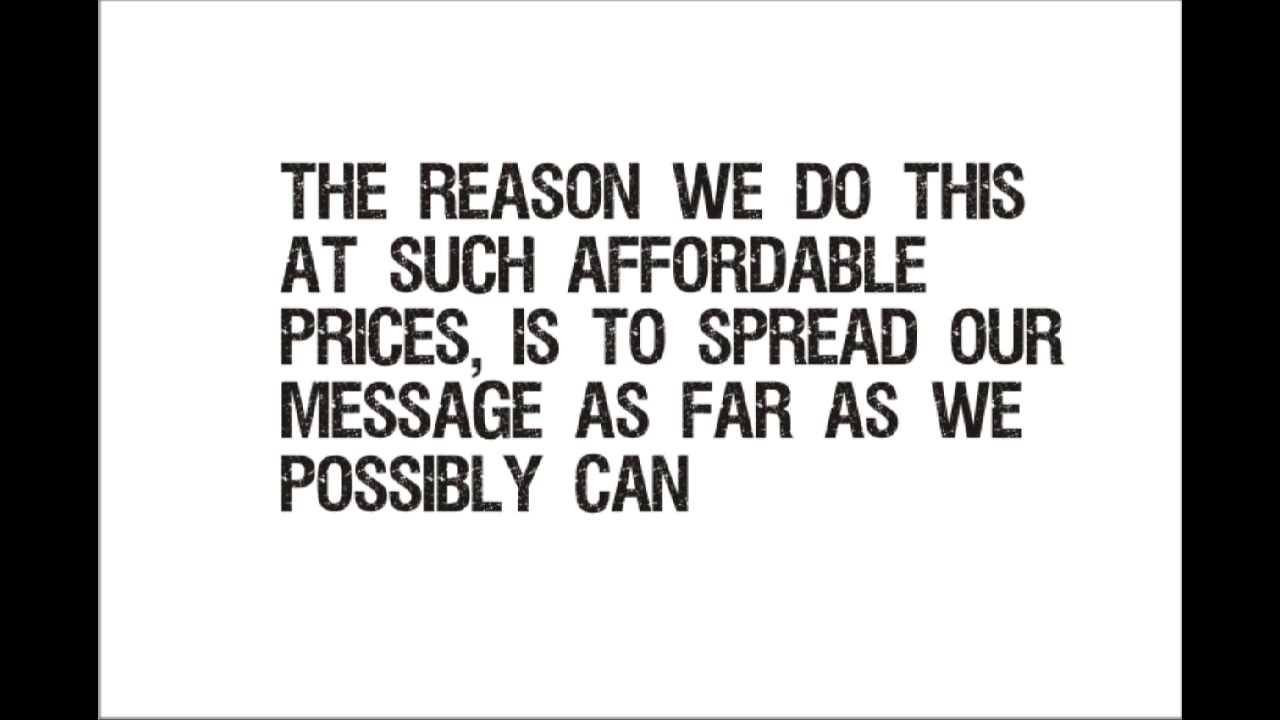 THE REASON WE DO THIS
AT SUCH AFFORDABLE
PRICES, IS TO SPREAD OUR
MESSAGE AS FAR AS WE
POSSIBLY CAN